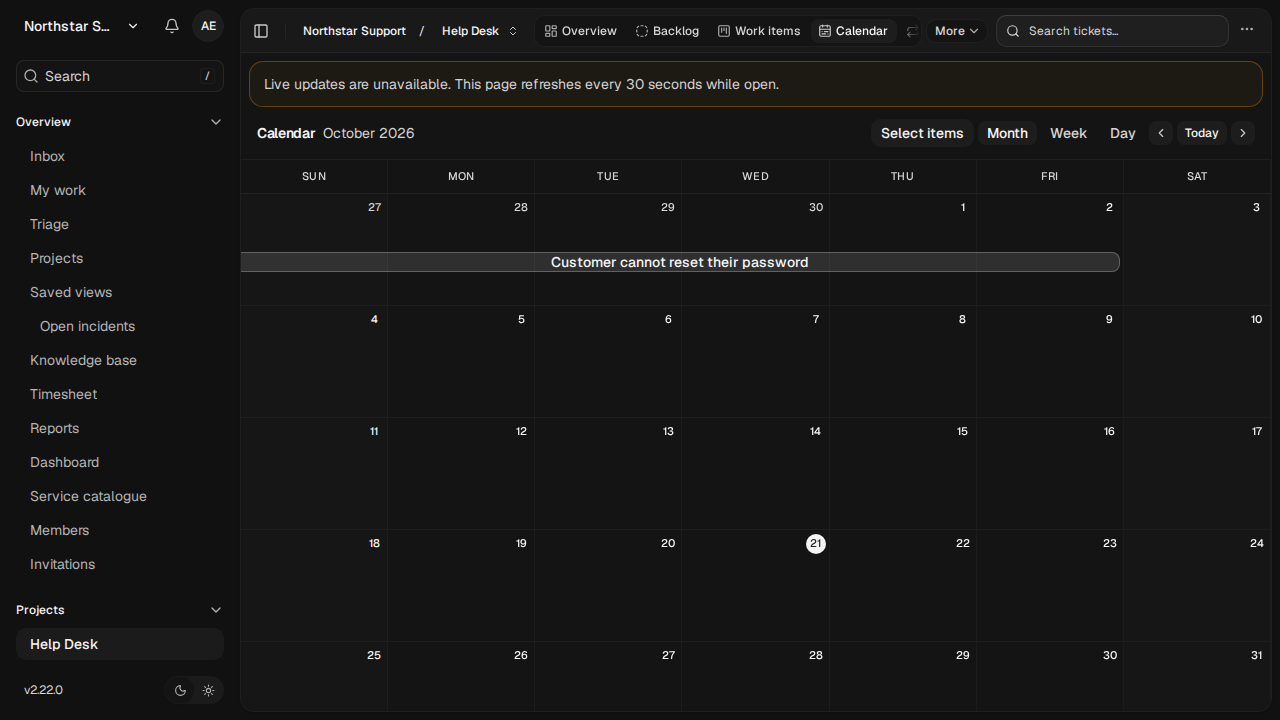 Northstar S...
AE
Search
/
Overview
Inbox
My work
Triage
Projects
Saved views
Open incidents
Knowledge base
Timesheet
Reports
Dashboard
Service catalogue
Members
Invitations
Projects
Help Desk
v2.22.0
Northstar Support / Help Desk
Overview
Backlog
Work items
Calendar
More
Search tickets...
Live updates are unavailable. This page refreshes every 30 seconds while open.
Calendar October 2026
Select items
Month
Week
Day
Today
SUN MON TUE WED THU FRI SAT
27 28 29 30 1 2 3
Customer cannot reset their password
4 5 6 7 8 9 10
11 12 13 14 15 16 17
18 19 20 21 22 23 24
25 26 27 28 29 30 31